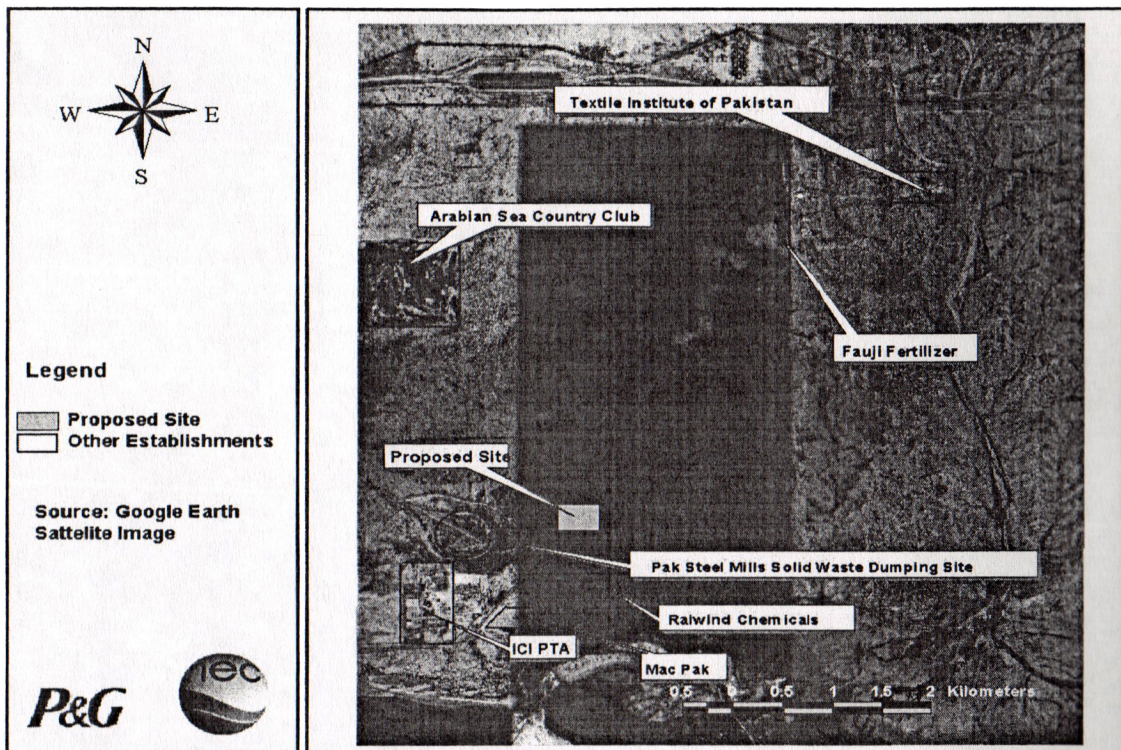 N
W E
S
Legend
Proposed Site
Other Establishments
Source: Google Earth
Sattelite Image
P&G
nec
Textile Institute of Pakistan
Arabian Sea Country Club
Fauji Fertilizer
Proposed Site
Pak Steel Mills Solid Waste Dumping Site
Raiwind Chemicals
ICI PTA
Mac Pak
0.5 0 0.5 1 1.5 2 Kilometers